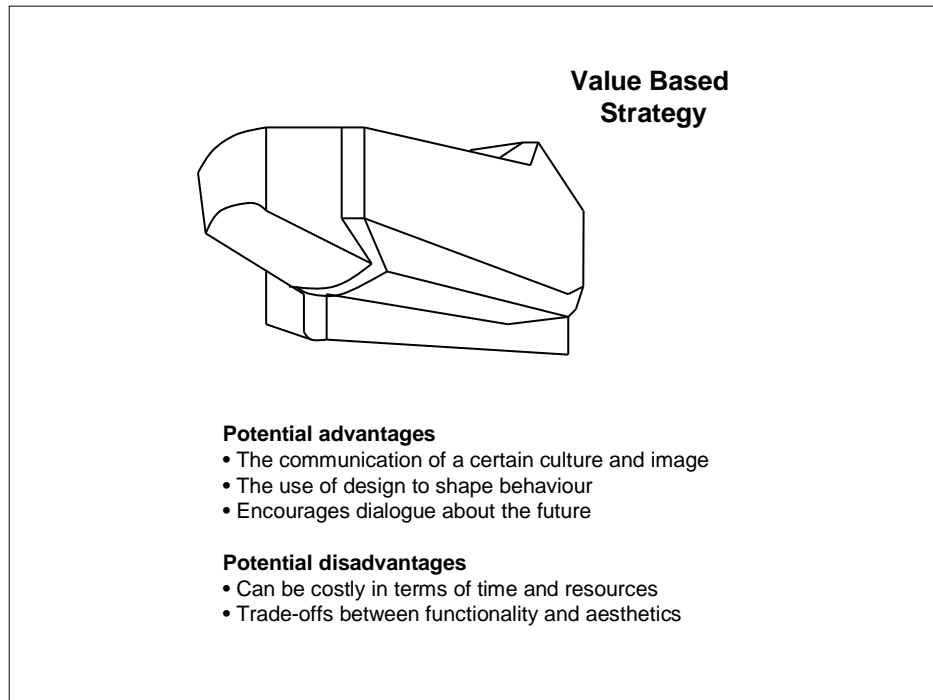 Value Based
Strategy
Potential advantages
• The communication of a certain culture and image
• The use of design to shape behaviour
• Encourages dialogue about the future
Potential disadvantages
• Can be costly in terms of time and resources
• Trade-offs between functionality and aesthetics